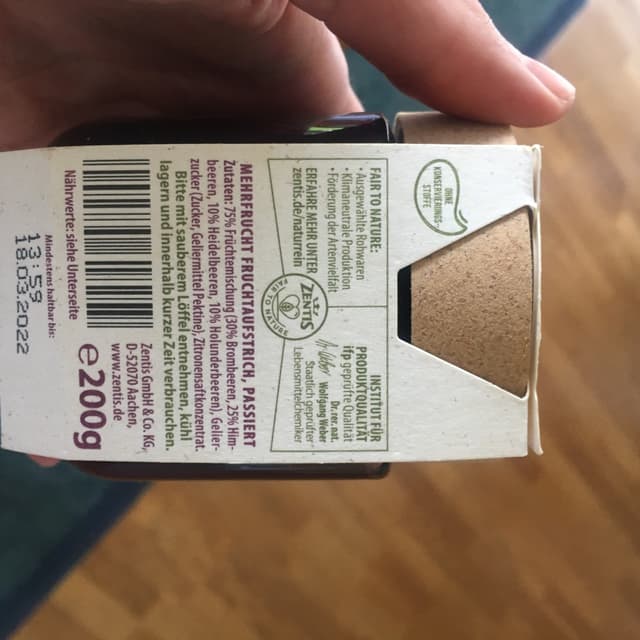 OHNE
KONSERVIERUNGS-
STOFFE
FAIR TO NATURE:
• Ausgewählte Rohwaren
• Klimaneutrale Produktion
• Förderung der Artenvielfalt
ERFAHRE MEHR UNTER
zentis.de/naturrein
ZENTIS
FAIR TO NATURE
INSTITUT FÜR
PRODUKTQUALITÄT
ifp geprüfte Qualität
Dr. rer. nat.
Wolfgang Weber
Staatlich geprüfter
Lebensmittelchemiker
MEHRFRUCHT FRUCHTAUFSTRICH, PASSIERT
Zutaten: 75% Früchtemischung (30% Brombeeren, 25% Him-
beeren, 10% Heidelbeeren, 10% Holunderbeeren), Gelier-
zucker (Zucker, Geliermittel Pektine), Zitronensaftkonzentrat.
Bitte mit sauberem Löffel entnehmen, kühl
lagern und innerhalb kurzer Zeit verbrauchen.
Zentis GmbH & Co. KG,
D-52070 Aachen,
www.zentis.de
e200g
Nährwerte: siehe Unterseite
Mindestens haltbar bis:
13:59
18.03.2022